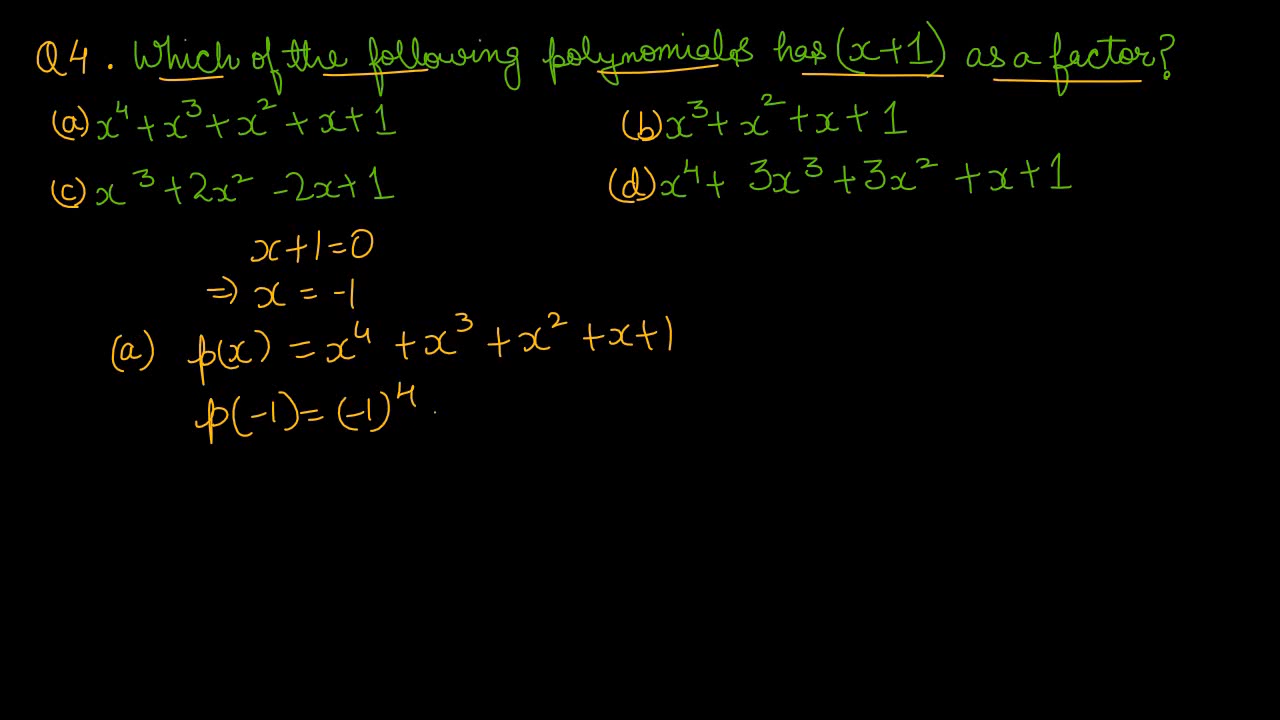 Q4. Which of the following polynomials has (x+1) as a factor?
(a) x⁴+x³+x²+x+1 (b) x³+x²+x+1
(c) x³+2x²-2x+1 (d) x⁴+3x³+3x²+x+1
x+1=0
⇒ x = -1
(a) p(x) = x⁴+x³+x²+x+1
p(-1)=(-1)⁴